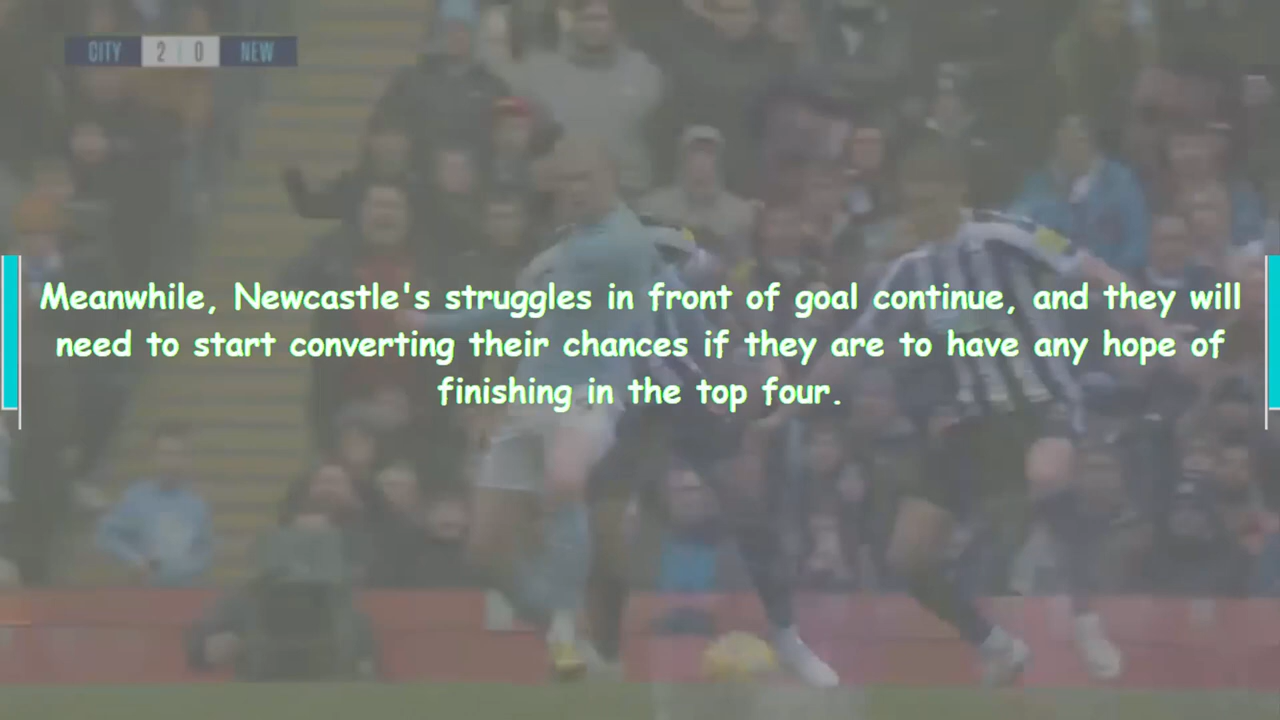 CITY 2 0 NEW
Meanwhile, Newcastle's struggles in front of goal continue, and they will
need to start converting their chances if they are to have any hope of
finishing in the top four.